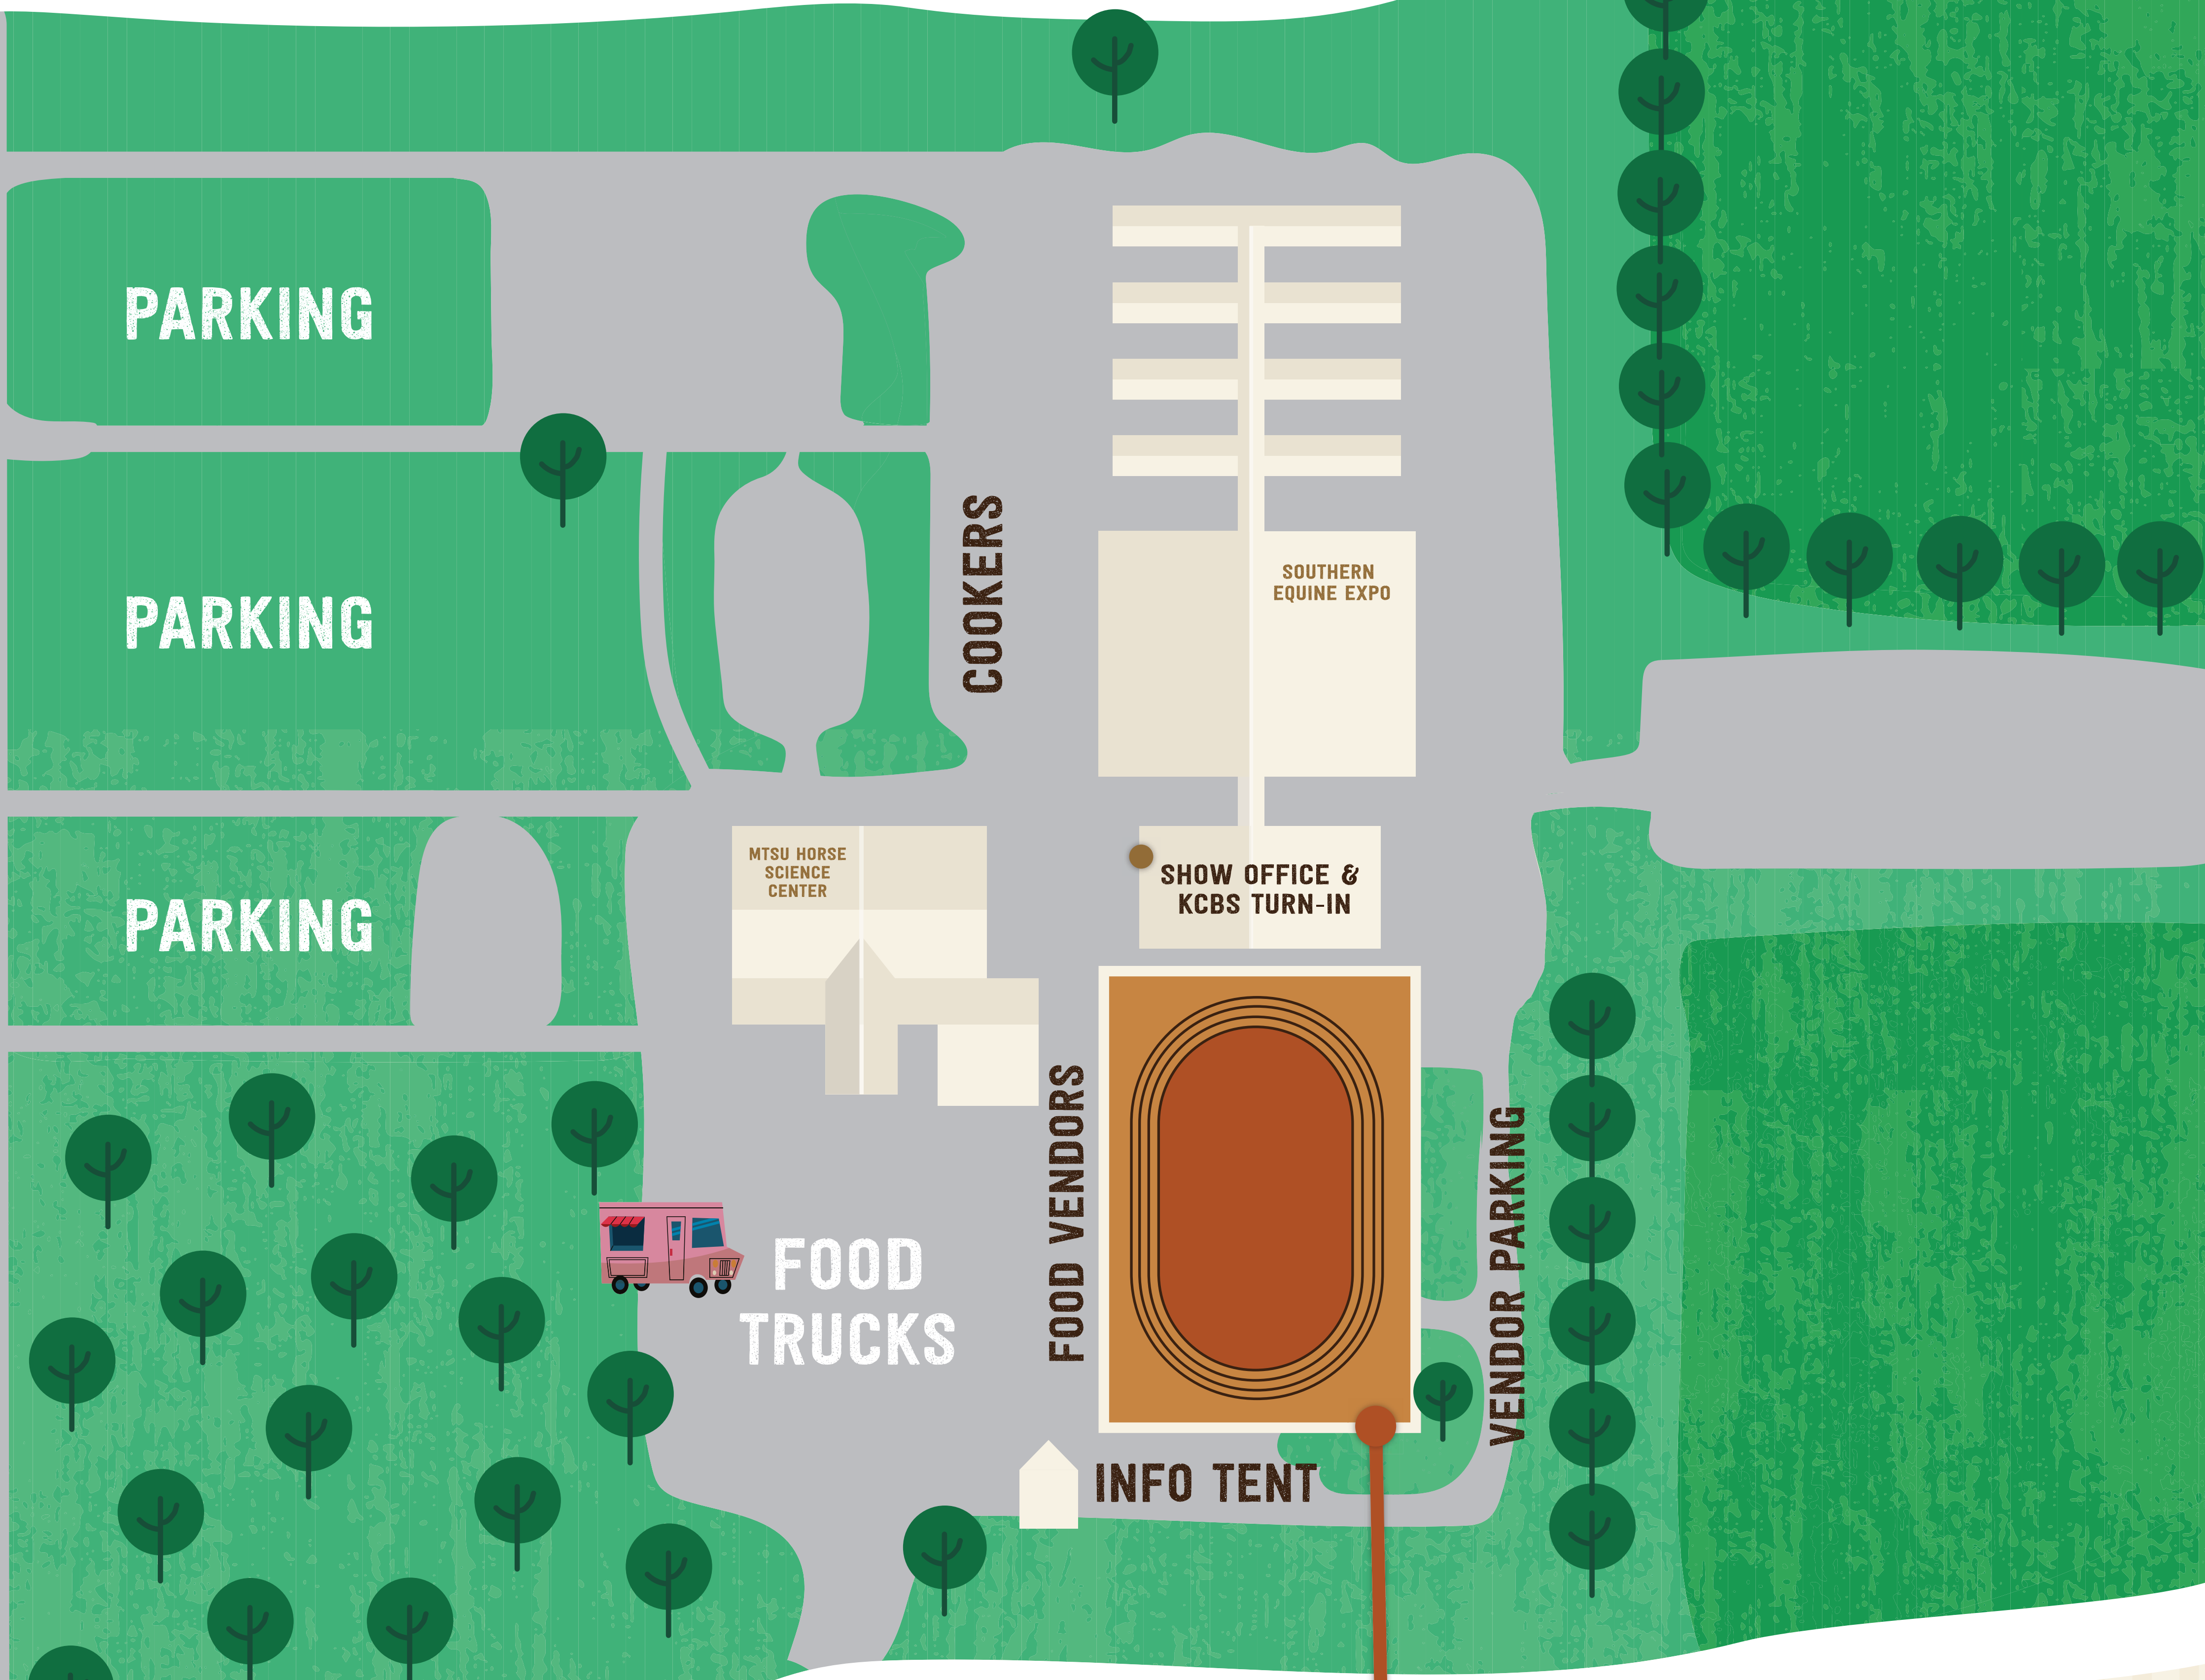 PARKING
PARKING
COOKERS
SOUTHERN
EQUINE EXPO
MTSU HORSE
SCIENCE
CENTER
SHOW OFFICE &
KCBS TURN-IN
PARKING
FOOD VENDORS
VENDOR PARKING
FOOD
TRUCKS
INFO TENT